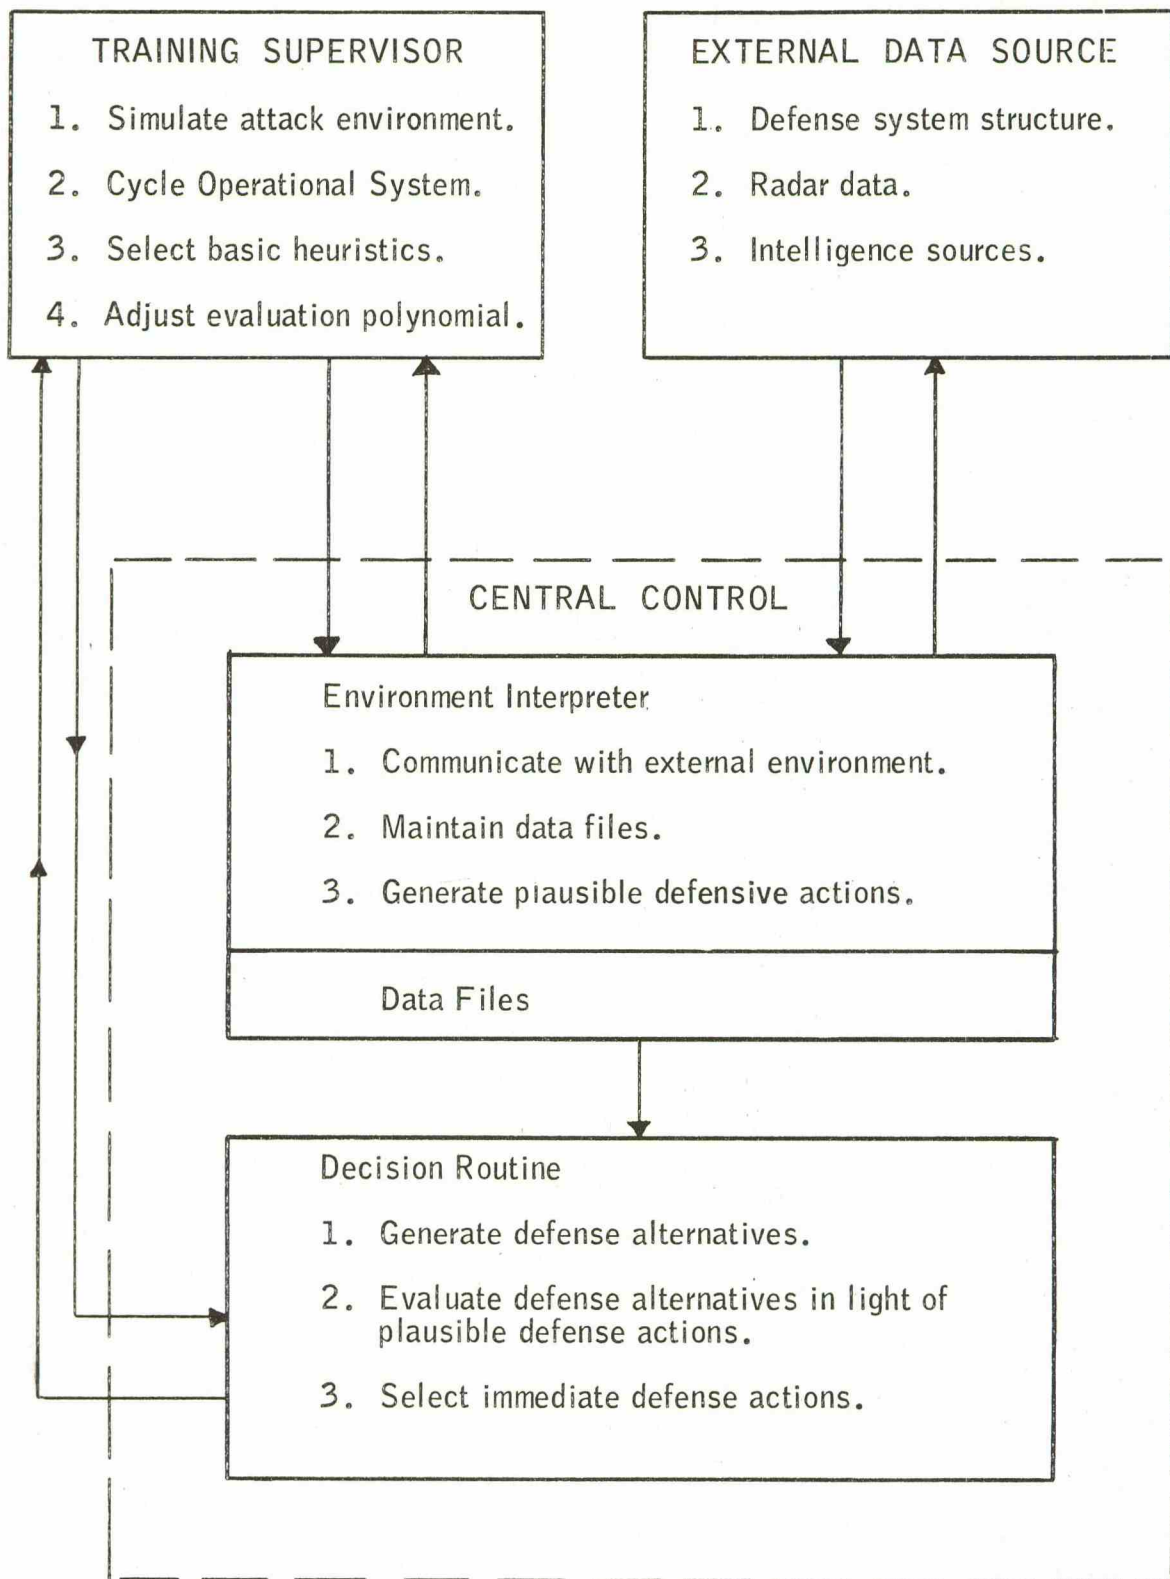 TRAINING SUPERVISOR
1. Simulate attack environment.
2. Cycle Operational System.
3. Select basic heuristics.
4. Adjust evaluation polynomial.
EXTERNAL DATA SOURCE
1. Defense system structure.
2. Radar data.
3. Intelligence sources.
CENTRAL CONTROL
Environment Interpreter
1. Communicate with external environment.
2. Maintain data files.
3. Generate plausible defensive actions.
Data Files
Decision Routine
1. Generate defense alternatives.
2. Evaluate defense alternatives in light of
plausible defense actions.
3. Select immediate defense actions.